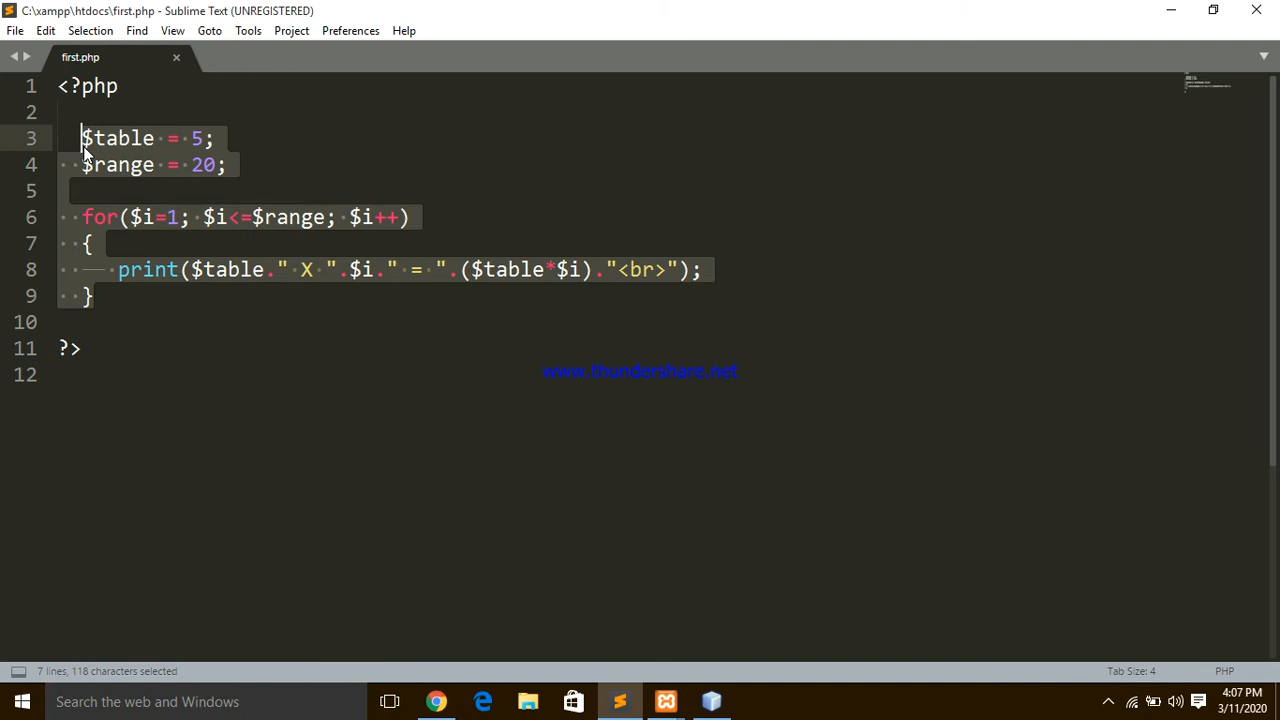 C:\xampp\htdocs\first.php - Sublime Text (UNREGISTERED)
File Edit Selection Find View Goto Tools Project Preferences Help
first.php
1 <?php
2
3 $table = 5;
4 $range = 20;
5
6 for($i=1; $i<=$range; $i++)
7 {
8 print($table." X ".$i." = ".($table*$i)."<br>");
9 }
10
11 ?>
12
www.thundershare.net
7 lines, 118 characters selected Tab Size: 4 PHP
Search the web and Windows
4:07 PM
3/11/2020